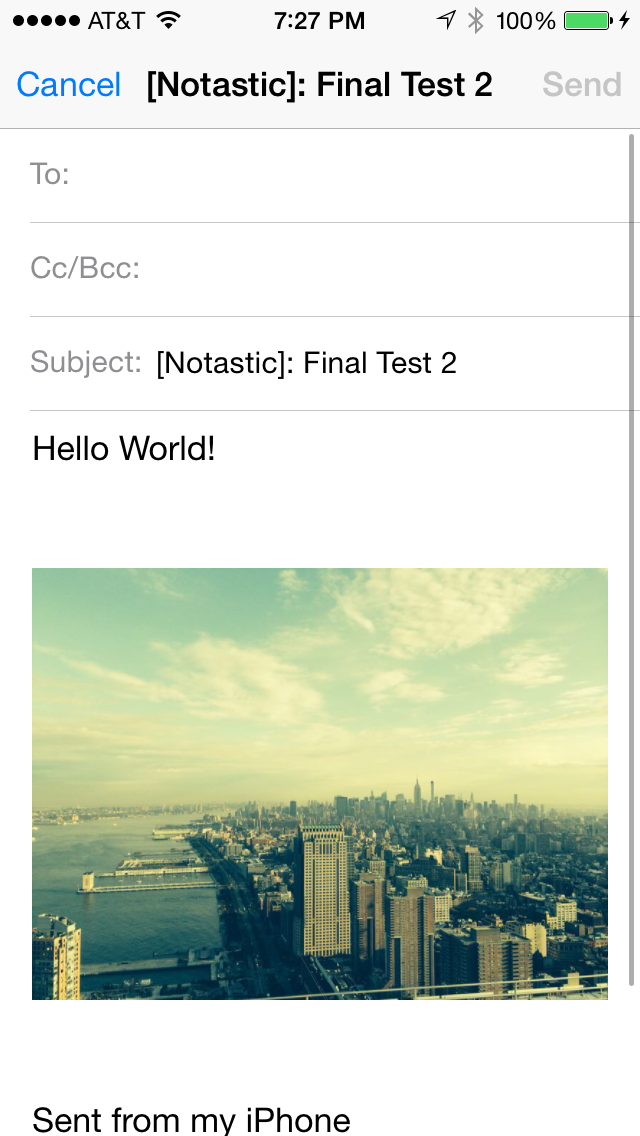 AT&T 7:27 PM 100%
Cancel [Notastic]: Final Test 2 Send
To:
Cc/Bcc:
Subject: [Notastic]: Final Test 2
Hello World!
Sent from my iPhone